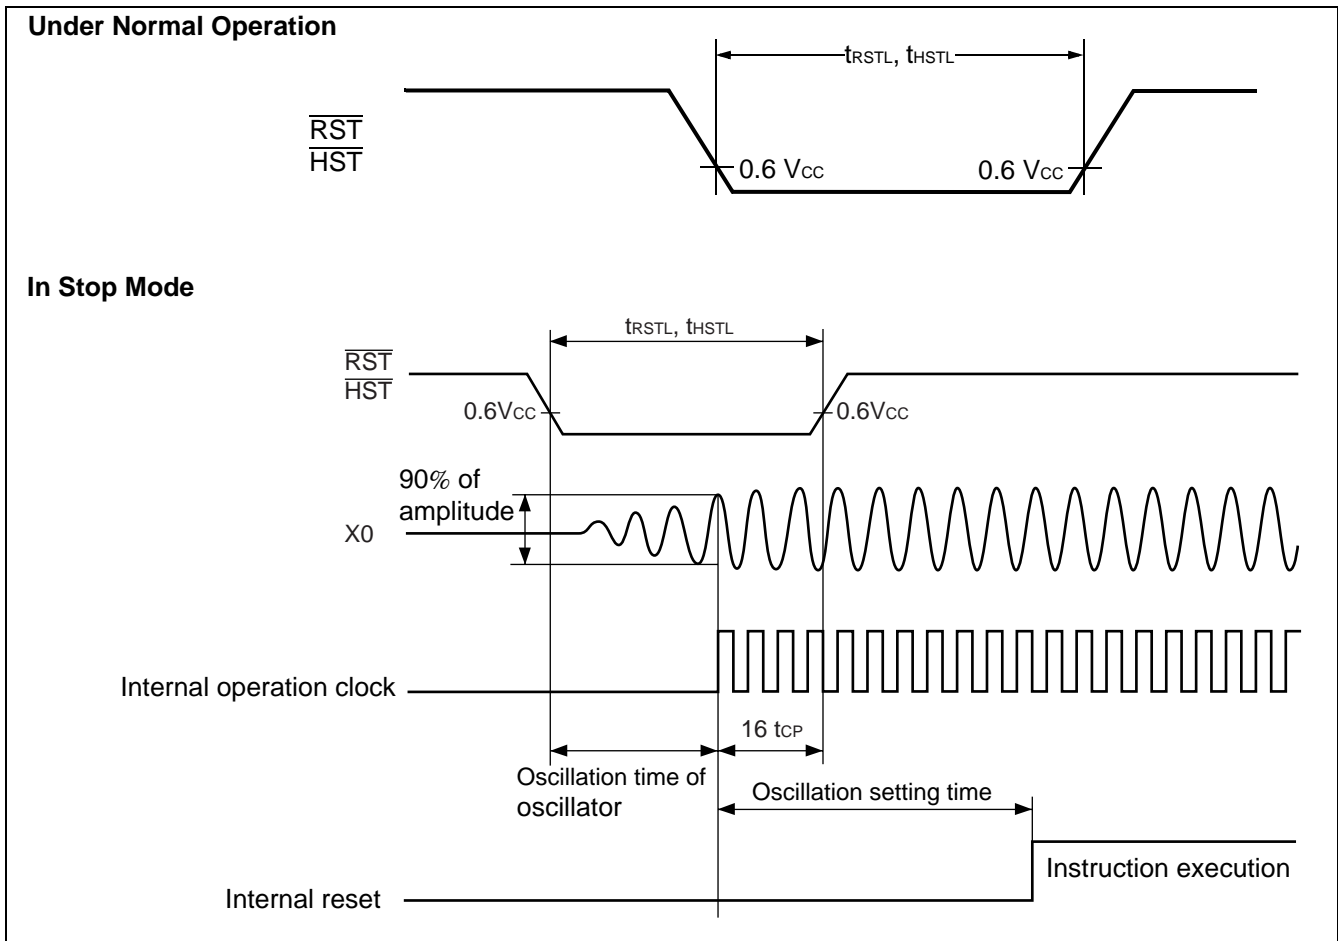 Under Normal Operation
tRSTL, tHSTL
RST
HST
0.6 VCC
0.6 VCC
In Stop Mode
tRSTL, tHSTL
RST
HST
0.6VCC
0.6VCC
90% of
amplitude
X0
Internal operation clock
16 tCP
Oscillation time of
oscillator
Oscillation setting time
Instruction execution
Internal reset